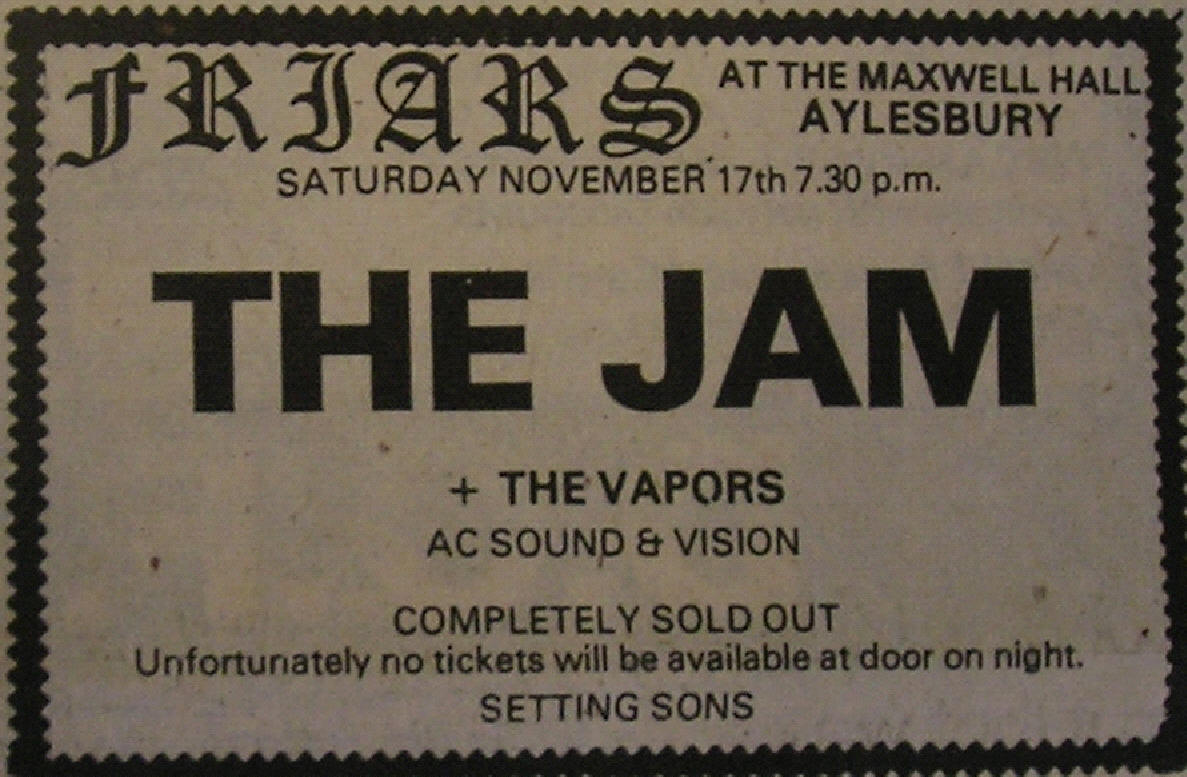 FRIARS AT THE MAXWELL HALL
AYLESBURY
SATURDAY NOVEMBER 17th 7.30 p.m.
THE JAM
+ THE VAPORS
AC SOUND & VISION
COMPLETELY SOLD OUT
Unfortunately no tickets will be available at door on night.
SETTING SONS